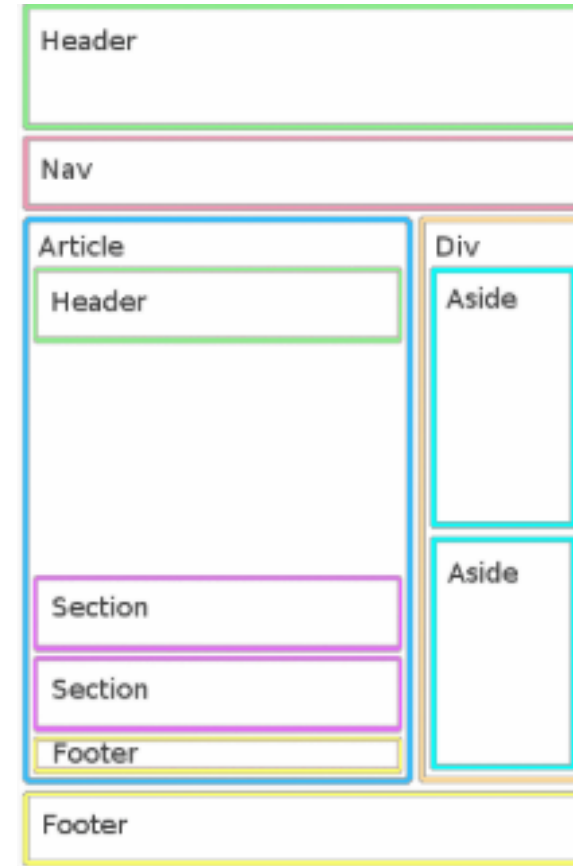 Header
Nav
Article
Header
Section
Section
Footer
Div
Aside
Aside
Footer